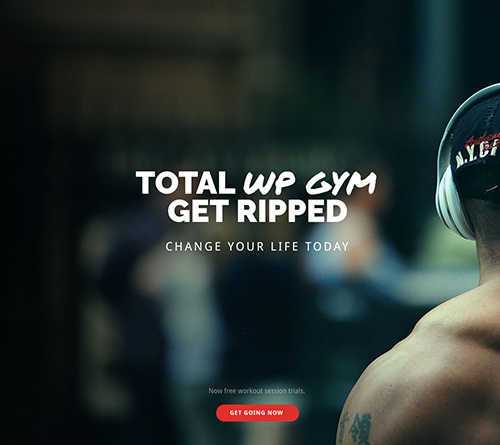 TOTAL WP GYM
GET RIPPED
CHANGE YOUR LIFE TODAY
N.Y.C.
Now free workout session trials.
GET GOING NOW